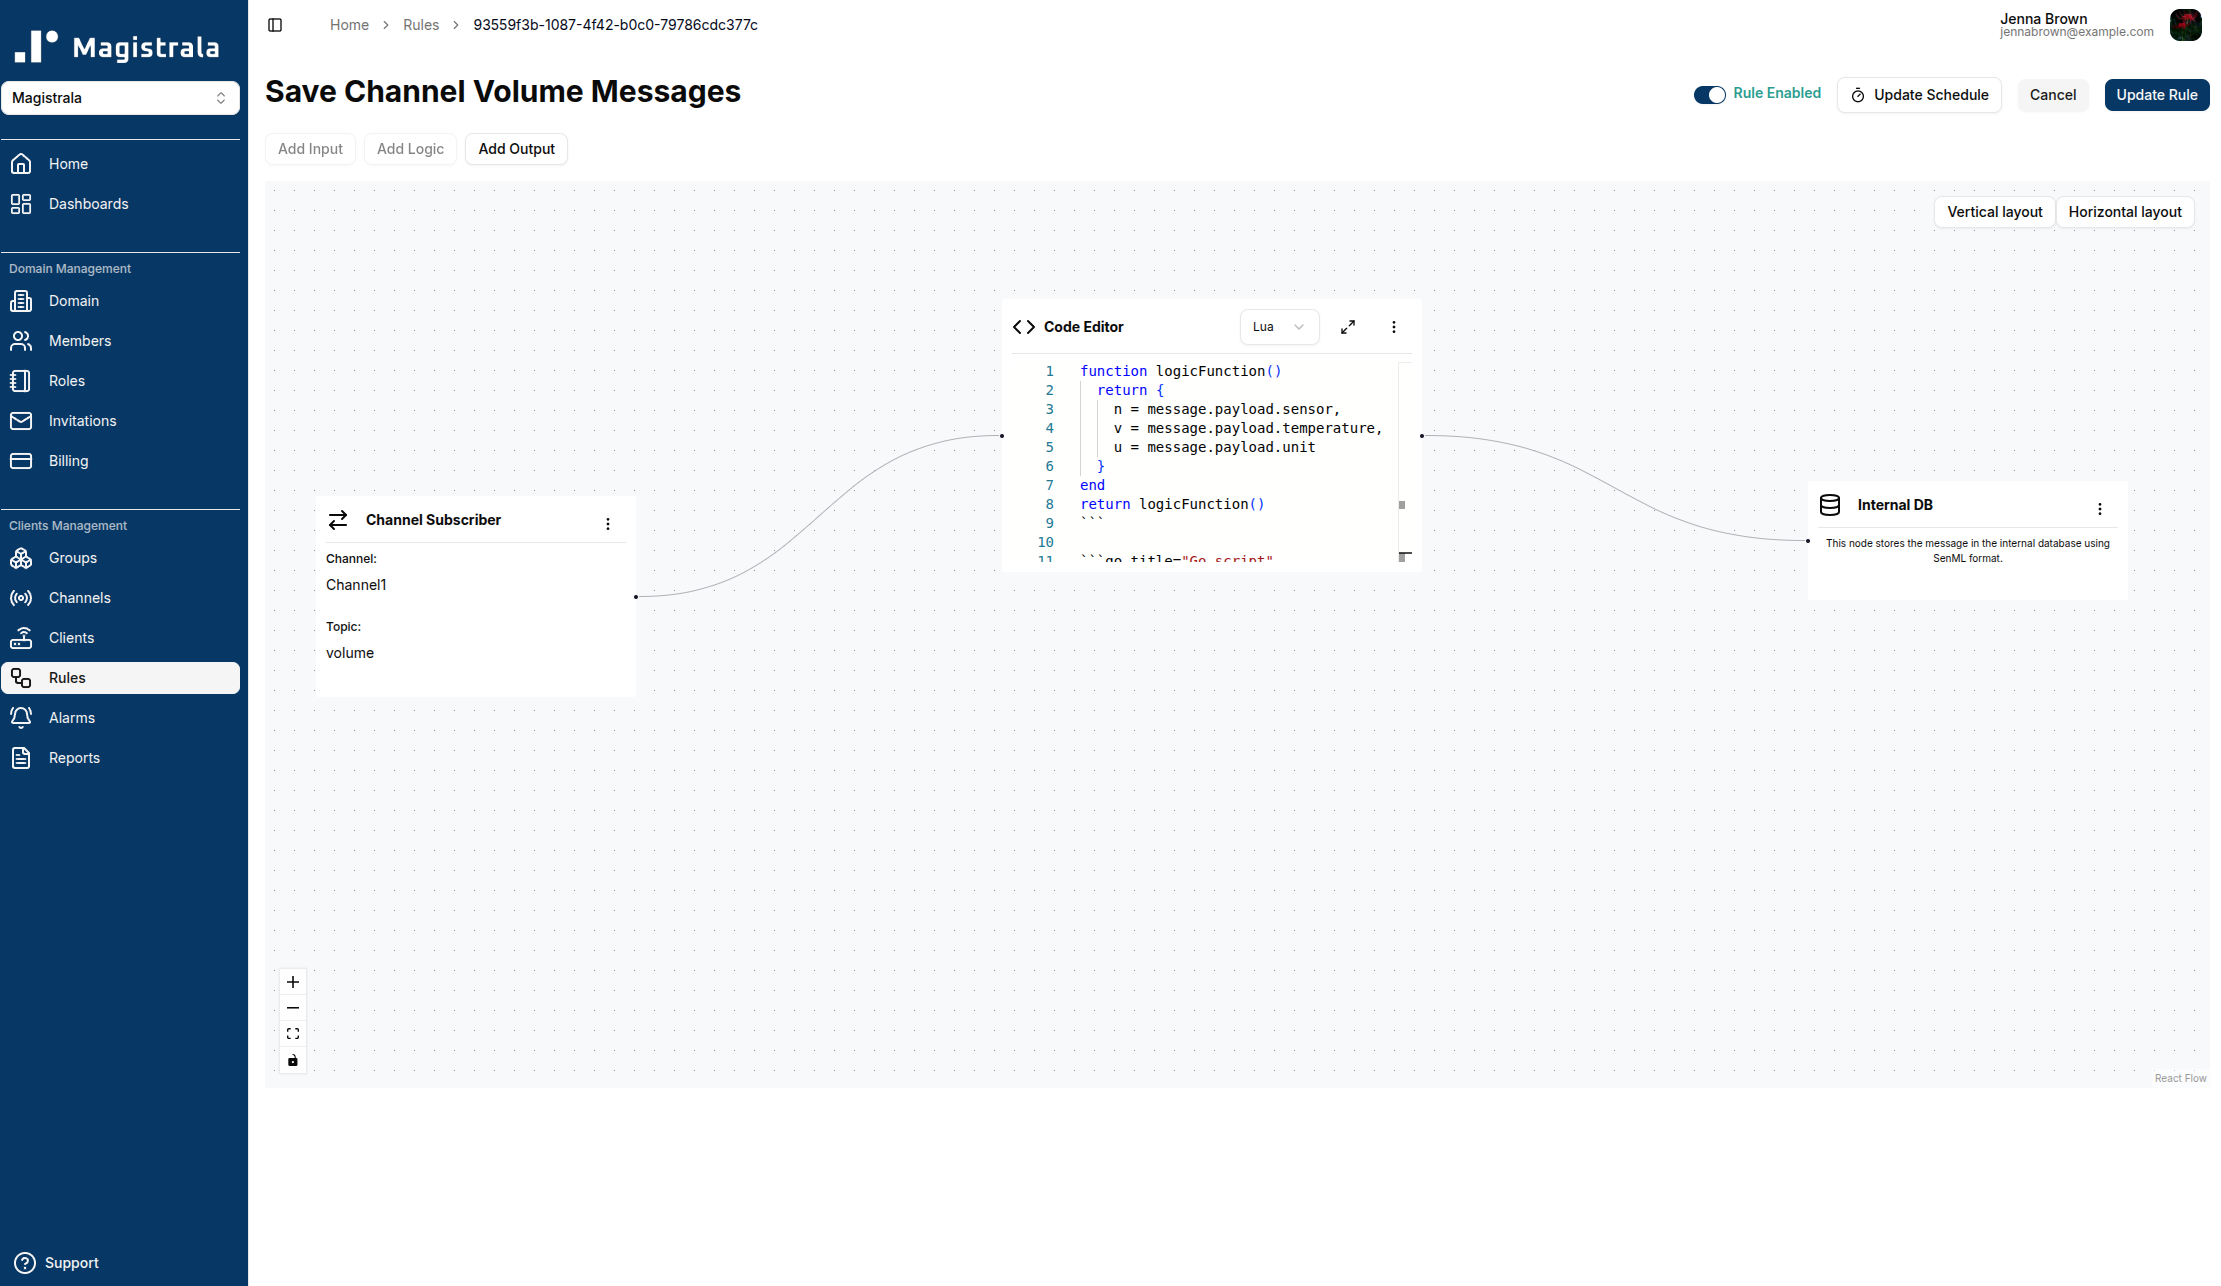 Magistrala
Magistrala
Home
Dashboards
Domain Management
Domain
Members
Roles
Invitations
Billing
Clients Management
Groups
Channels
Clients
Rules
Alarms
Reports
Support
Home > Rules > 93559f3b-1087-4f42-b0c0-79786cdc377c
Jenna Brown
jennabrown@example.com
Save Channel Volume Messages
Rule Enabled
Update Schedule
Cancel
Update Rule
Add Input
Add Logic
Add Output
Vertical layout
Horizontal layout
Channel Subscriber
Channel:
Channel1
Topic:
volume
Code Editor
Lua
1 function logicFunction()
2 return {
3 n = message.payload.sensor,
4 v = message.payload.temperature,
5 u = message.payload.unit
6 }
7 end
8 return logicFunction()
9 ```
10
11 ```go title="Go script"
Internal DB
This node stores the message in the internal database using
SenML format.
React Flow